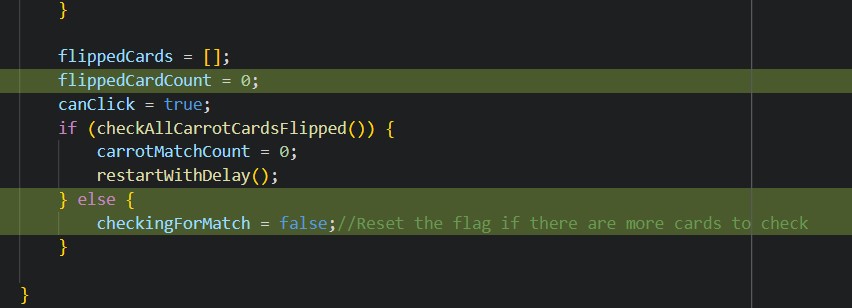 }
flippedCards = [];
flippedCardCount = 0;
canClick = true;
if (checkAllCarrotCardsFlipped()) {
carrotMatchCount = 0;
restartWithDelay();
} else {
checkingForMatch = false;//Reset the flag if there are more cards to check
}
}